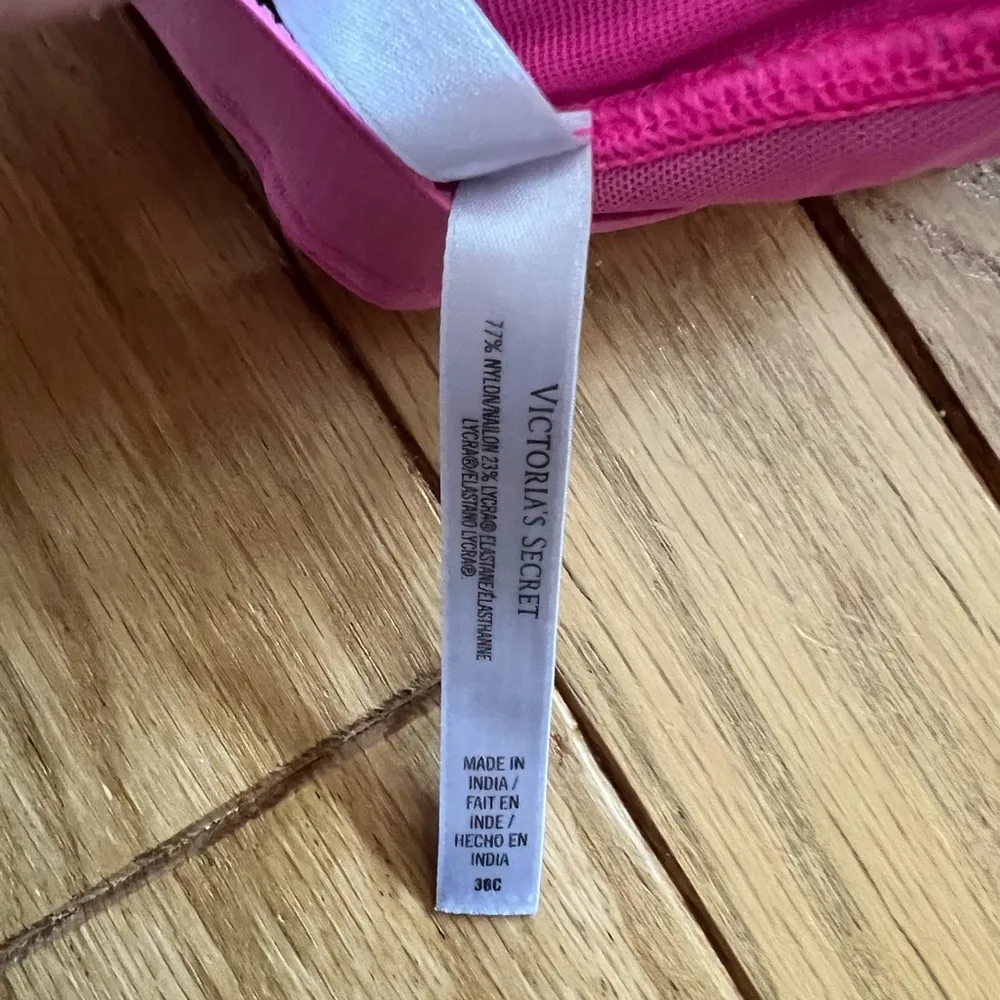 VICTORIA'S SECRET
77% NYLON/NAILON 23% LYCRA® ELASTANE/ÉLASTHANNE
LYCRA®/ELASTANO LYCRA®
MADE IN
INDIA /
FAIT EN
INDE /
HECHO EN
INDIA